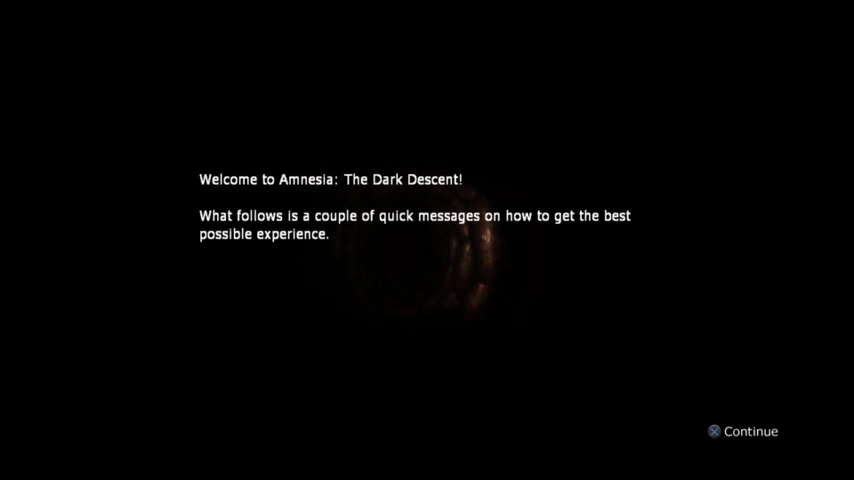 Welcome to Amnesia: The Dark Descent!
What follows is a couple of quick messages on how to get the best
possible experience.
Continue